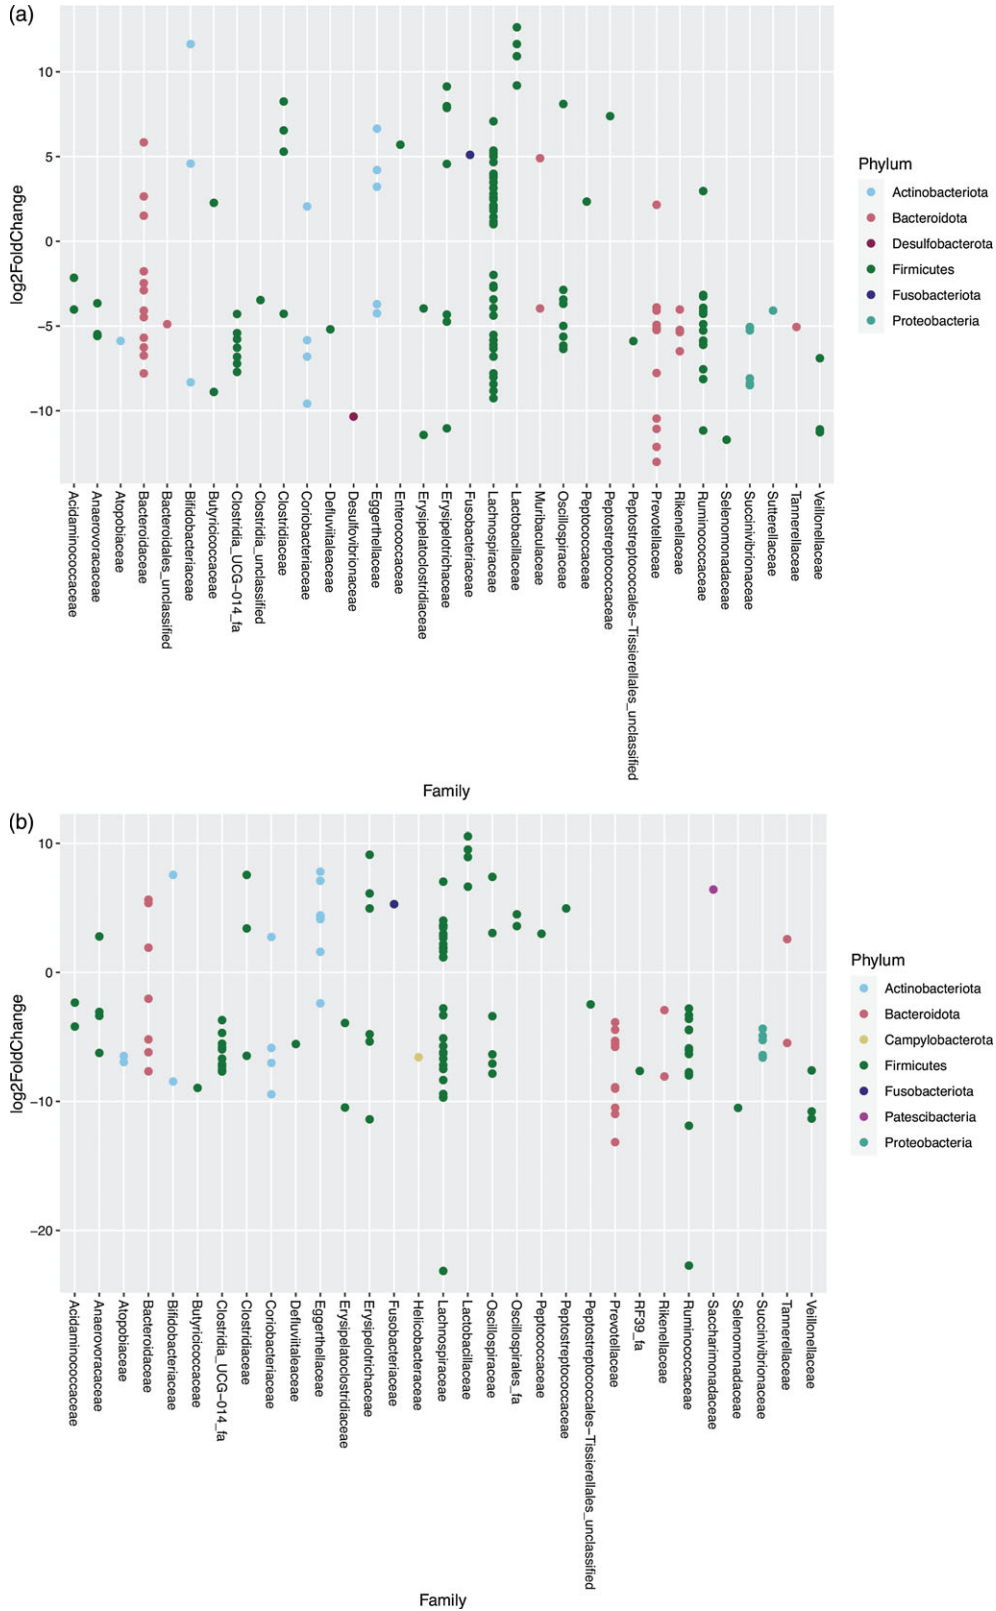 (a)
10
5
0
−5
−10
log2FoldChange
Acidaminococcaceae
Anaerovoracaceae
Atopobiaceae
Bacteroidaceae
Bacteroidales_unclassified
Bifidobacteriaceae
Butyricicoccaceae
Clostridia_UCG−014_fa
Clostridia_unclassified
Clostridiaceae
Coriobacteriaceae
Defluviitaleaceae
Desulfovibrionaceae
Eggerthellaceae
Enterococcaceae
Erysipelatoclostridiaceae
Erysipelotrichaceae
Fusobacteriaceae
Lachnospiraceae
Lactobacillaceae
Muribaculaceae
Oscillospiraceae
Peptococcaceae
Peptostreptococcaceae
Peptostreptococcales−Tissierellales_unclassified
Prevotellaceae
Rikenellaceae
Ruminococcaceae
Selenomonadaceae
Succinivibrionaceae
Sutterellaceae
Tannerellaceae
Veillonellaceae
Family
Phylum
Actinobacteriota
Bacteroidota
Desulfobacterota
Firmicutes
Fusobacteriota
Proteobacteria
(b)
10
0
−10
−20
log2FoldChange
Acidaminococcaceae
Anaerovoracaceae
Atopobiaceae
Bacteroidaceae
Bifidobacteriaceae
Butyricicoccaceae
Clostridia_UCG−014_fa
Clostridiaceae
Coriobacteriaceae
Defluviitaleaceae
Eggerthellaceae
Erysipelatoclostridiaceae
Erysipelotrichaceae
Fusobacteriaceae
Helicobacteraceae
Lachnospiraceae
Lactobacillaceae
Oscillospiraceae
Oscillospirales_fa
Peptococcaceae
Peptostreptococcaceae
Peptostreptococcales−Tissierellales_unclassified
Prevotellaceae
RF39_fa
Rikenellaceae
Ruminococcaceae
Saccharimonadaceae
Selenomonadaceae
Succinivibrionaceae
Tannerellaceae
Veillonellaceae
Family
Phylum
Actinobacteriota
Bacteroidota
Campylobacterota
Firmicutes
Fusobacteriota
Patescibacteria
Proteobacteria